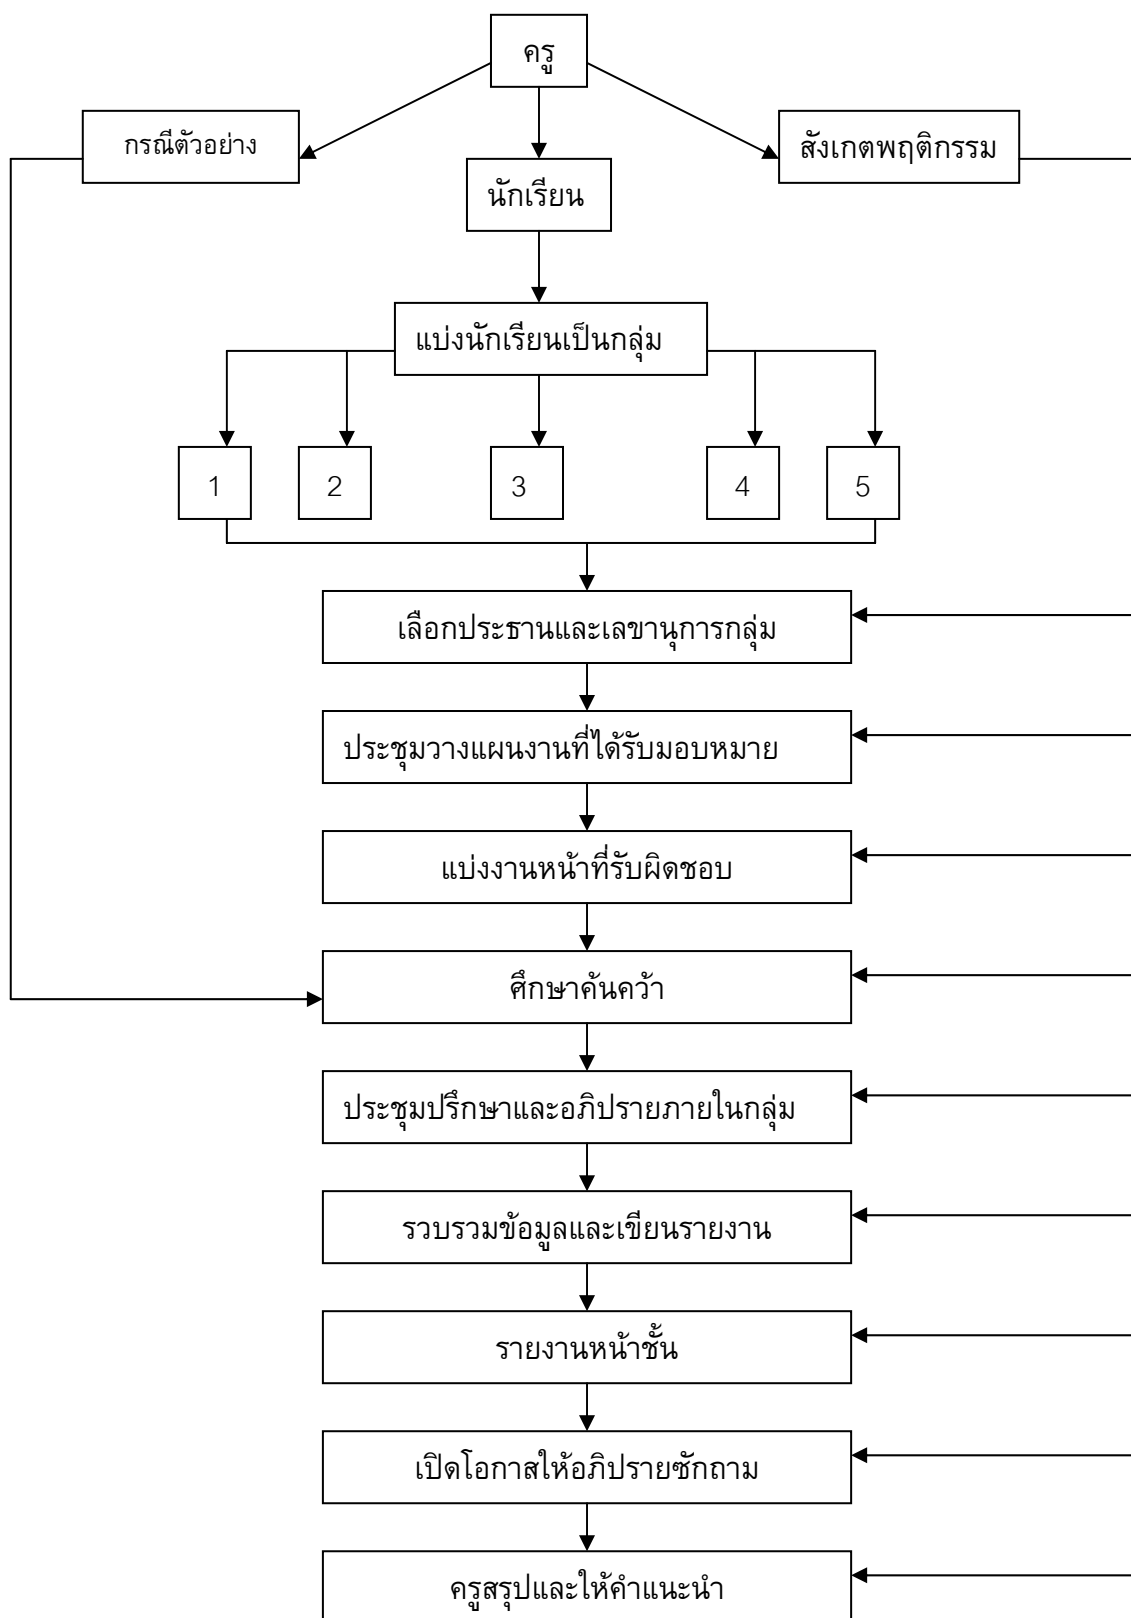 ครู
กรณีตัวอย่าง
สังเกตพฤติกรรม
นักเรียน
แบ่งนักเรียนเป็นกลุ่ม
1
2
3
4
5
เลือกประธานและเลขานุการกลุ่ม
ประชุมวางแผนงานที่ได้รับมอบหมาย
แบ่งงานหน้าที่รับผิดชอบ
ศึกษาค้นคว้า
ประชุมปรึกษาและอภิปรายภายในกลุ่ม
รวบรวมข้อมูลและเขียนรายงาน
รายงานหน้าชั้น
เปิดโอกาสให้อภิปรายซักถาม
ครูสรุปและให้คำแนะนำ